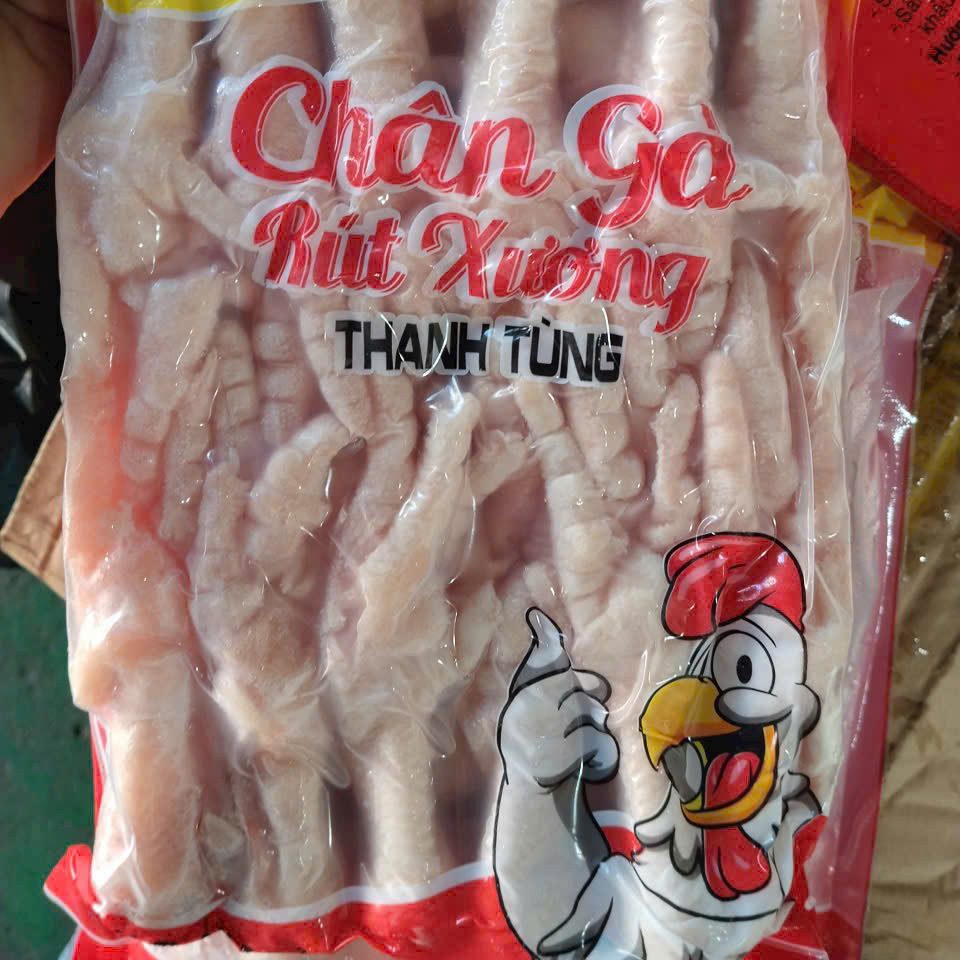 Chân Gà
Rút Xương
THANH TÙNG